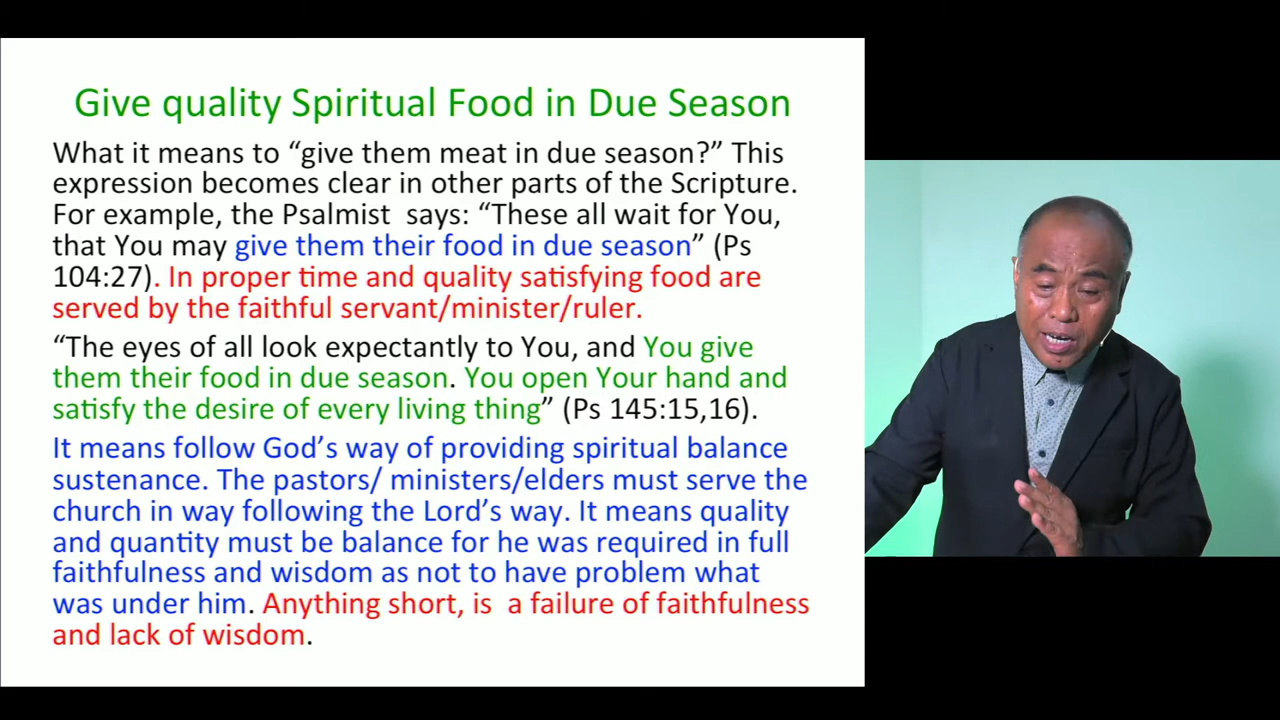 Give quality Spiritual Food in Due Season
What it means to “give them meat in due season?” This
expression becomes clear in other parts of the Scripture.
For example, the Psalmist  says: “These all wait for You,
that You may give them their food in due season” (Ps
104:27). In proper time and quality satisfying food are
served by the faithful servant/minister/ruler.
“The eyes of all look expectantly to You, and You give
them their food in due season. You open Your hand and
satisfy the desire of every living thing” (Ps 145:15,16).
It means follow God’s way of providing spiritual balance
sustenance. The pastors/ ministers/elders must serve the
church in way following the Lord’s way. It means quality
and quantity must be balance for he was required in full
faithfulness and wisdom as not to have problem what
was under him. Anything short, is  a failure of faithfulness
and lack of wisdom.